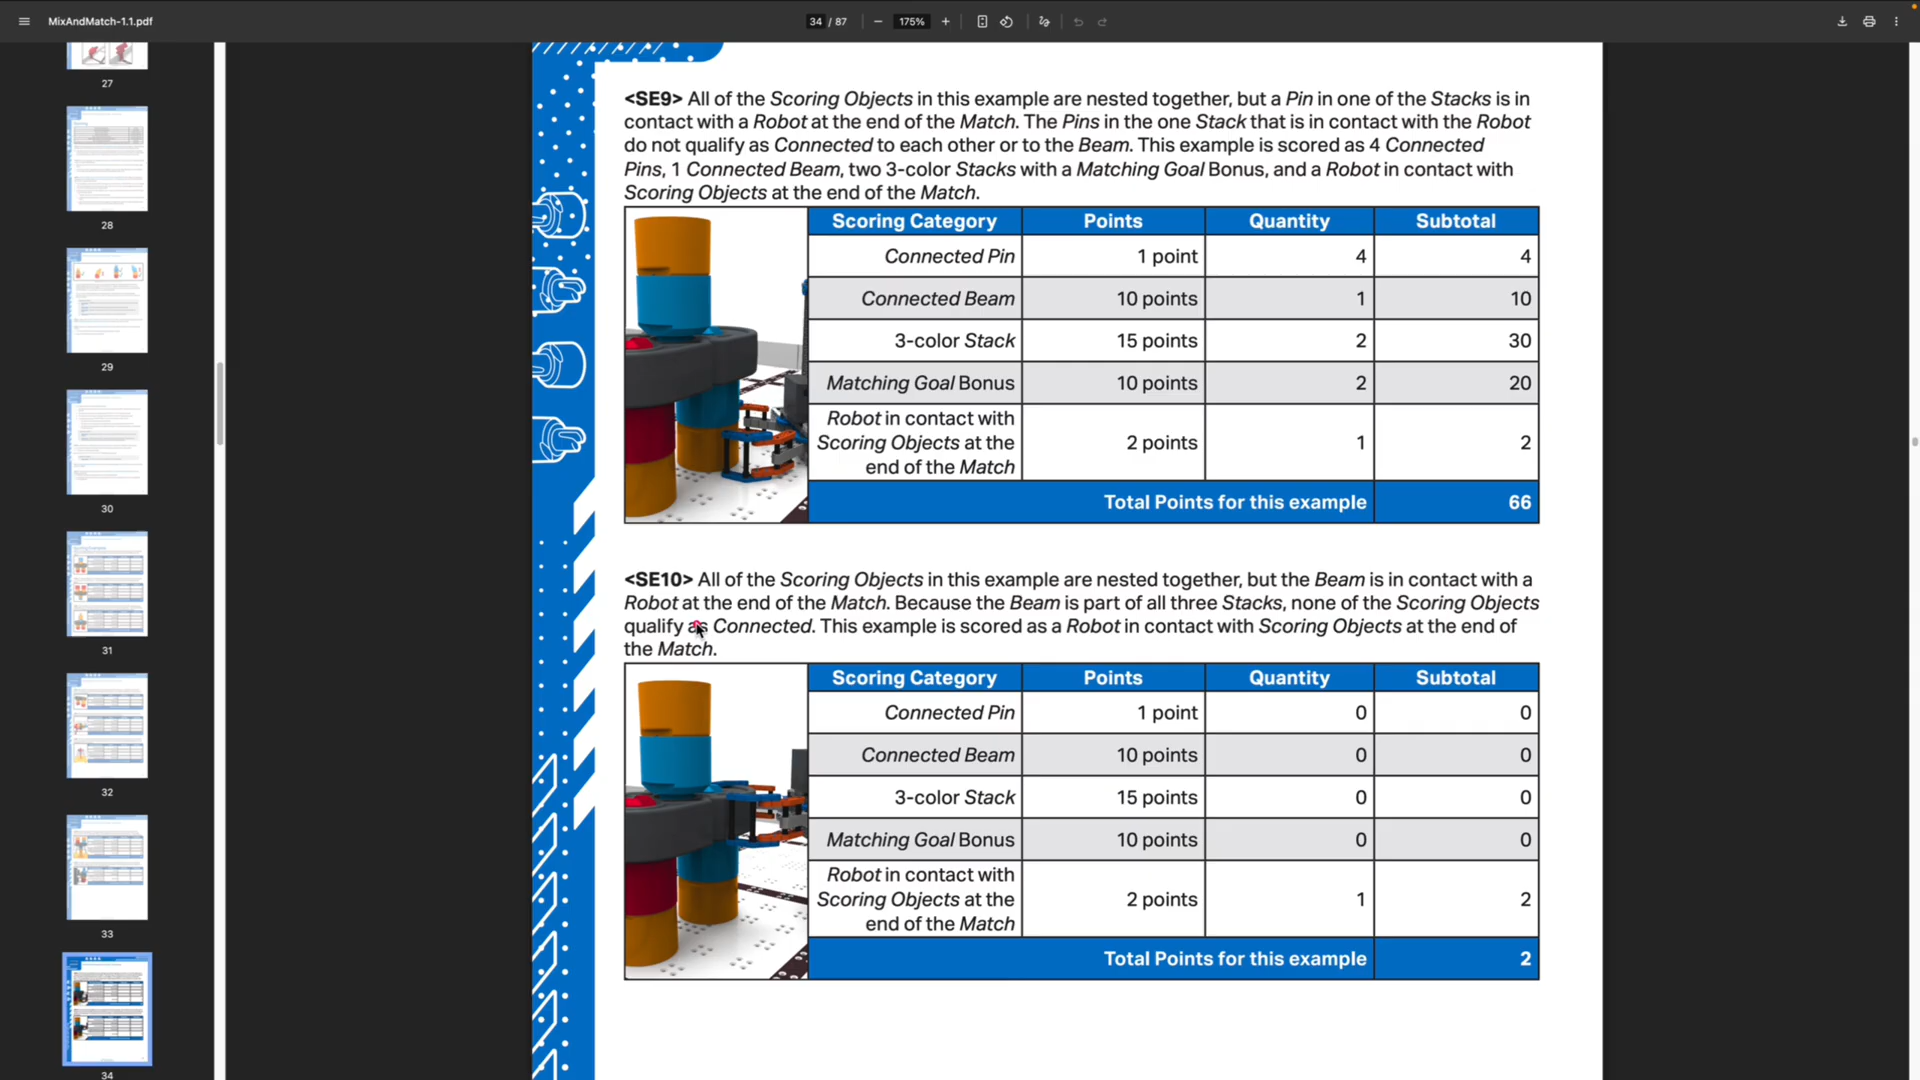 MixAndMatch-1.1.pdf
34 / 87
175%
27
28
29
30
31
32
33
34
<SE9> All of the Scoring Objects in this example are nested together, but a Pin in one of the Stacks is in
contact with a Robot at the end of the Match. The Pins in the one Stack that is in contact with the Robot
do not qualify as Connected to each other or to the Beam. This example is scored as 4 Connected
Pins, 1 Connected Beam, two 3-color Stacks with a Matching Goal Bonus, and a Robot in contact with
Scoring Objects at the end of the Match.
Scoring Category Points Quantity Subtotal
Connected Pin 1 point 4 4
Connected Beam 10 points 1 10
3-color Stack 15 points 2 30
Matching Goal Bonus 10 points 2 20
Robot in contact with
Scoring Objects at the 2 points 1 2
end of the Match
Total Points for this example 66
<SE10> All of the Scoring Objects in this example are nested together, but the Beam is in contact with a
Robot at the end of the Match. Because the Beam is part of all three Stacks, none of the Scoring Objects
qualify as Connected. This example is scored as a Robot in contact with Scoring Objects at the end of
the Match.
Scoring Category Points Quantity Subtotal
Connected Pin 1 point 0 0
Connected Beam 10 points 0 0
3-color Stack 15 points 0 0
Matching Goal Bonus 10 points 0 0
Robot in contact with
Scoring Objects at the 2 points 1 2
end of the Match
Total Points for this example 2